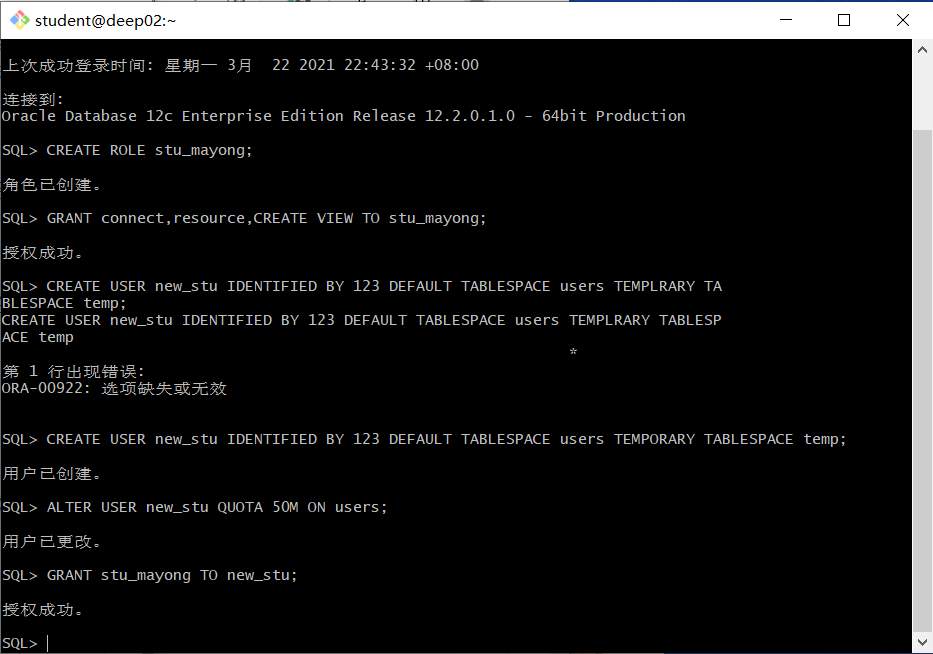 student@deep02:~
上次成功登录时间: 星期一 3月  22 2021 22:43:32 +08:00
连接到:
Oracle Database 12c Enterprise Edition Release 12.2.0.1.0 - 64bit Production
SQL> CREATE ROLE stu_mayong;
角色已创建。
SQL> GRANT connect,resource,CREATE VIEW TO stu_mayong;
授权成功。
SQL> CREATE USER new_stu IDENTIFIED BY 123 DEFAULT TABLESPACE users TEMPLRARY TA
BLESPACE temp;
CREATE USER new_stu IDENTIFIED BY 123 DEFAULT TABLESPACE users TEMPLRARY TABLESP
ACE temp
*
第 1 行出现错误:
ORA-00922: 选项缺失或无效
SQL> CREATE USER new_stu IDENTIFIED BY 123 DEFAULT TABLESPACE users TEMPORARY TABLESPACE temp;
用户已创建。
SQL> ALTER USER new_stu QUOTA 50M ON users;
用户已更改。
SQL> GRANT stu_mayong TO new_stu;
授权成功。
SQL>